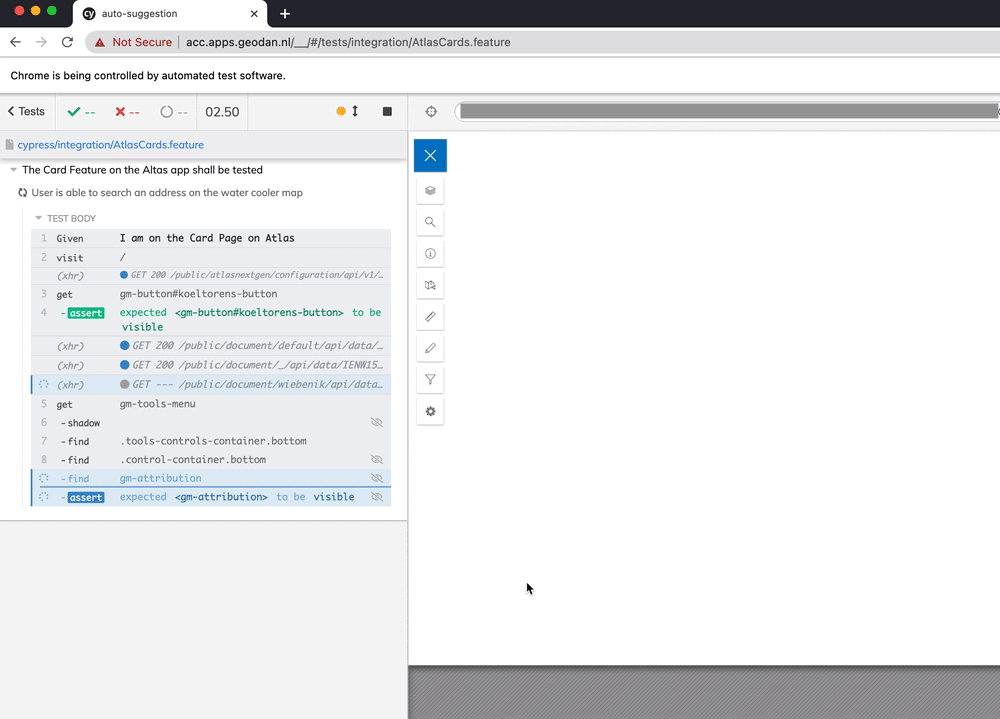 cy auto-suggestion
Not Secure acc.apps.geodan.nl/__/#/tests/integration/AtlasCards.feature
Chrome is being controlled by automated test software.
Tests -- -- -- 02.50
cypress/integration/AtlasCards.feature
The Card Feature on the Altas app shall be tested
User is able to search an address on the water cooler map
TEST BODY
1 Given I am on the Card Page on Atlas
2 visit /
(xhr) GET 200 /public/atlasnextgen/configuration/api/v1/…
3 get gm-button#koeltorens-button
4 -assert expected <gm-button#koeltorens-button> to be
visible
(xhr) GET 200 /public/document/default/api/data/…
(xhr) GET 200 /public/document/_/api/data/IENW15…
(xhr) GET --- /public/document/wiebenik/api/data…
5 get gm-tools-menu
6 -shadow
7 -find .tools-controls-container.bottom
8 -find .control-container.bottom
-find gm-attribution
-assert expected <gm-attribution> to be visible